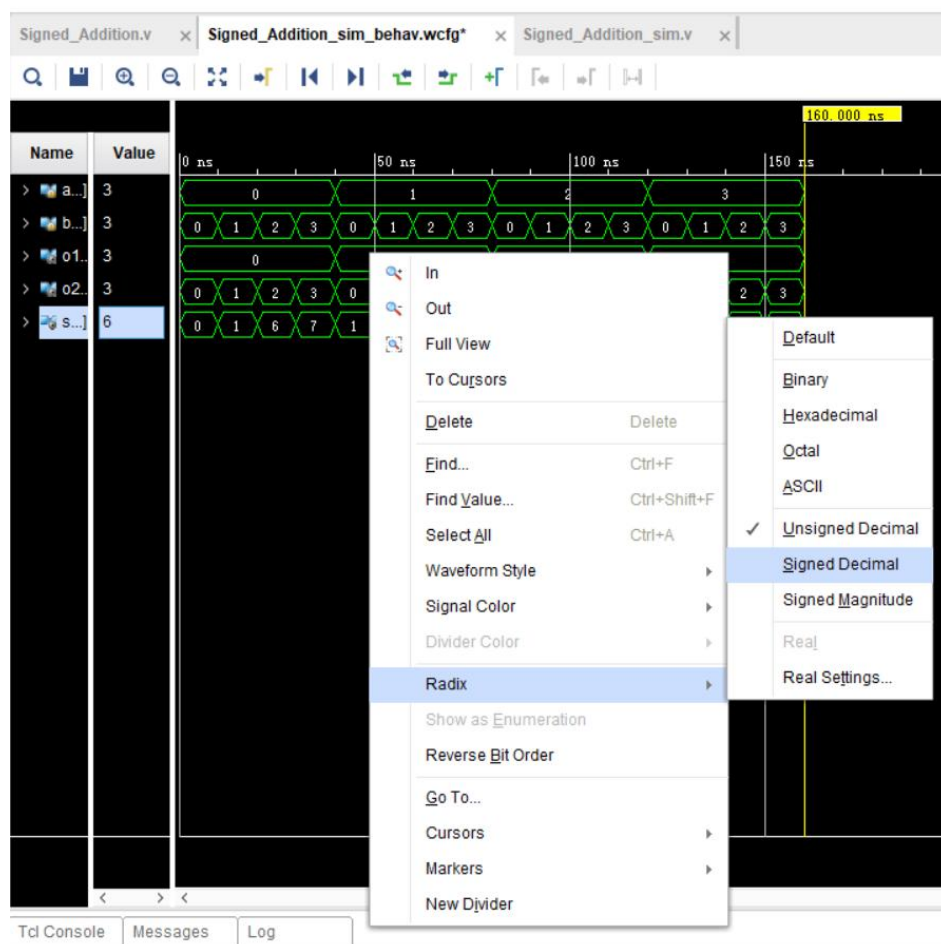 Signed_Addition.v × Signed_Addition_sim_behav.wcfg* × Signed_Addition_sim.v ×
160.000 ns
Name Value
0 ns 50 ns 100 ns 150 ns
a...] 3 0 1 2 3
b...] 3 0 1 2 3 0 1 2 3 0 1 2 3 0 1 2 3
o1.. 3 0
o2.. 3 0 1 2 3 0 2 3
s...] 6 0 1 6 7 1
In
Out
Full View
To Cursors
Delete Delete
Find... Ctrl+F
Find Value... Ctrl+Shift+F
Select All Ctrl+A
Waveform Style
Signal Color
Divider Color
Radix
Show as Enumeration
Reverse Bit Order
Go To...
Cursors
Markers
New Divider
Default
Binary
Hexadecimal
Octal
ASCII
Unsigned Decimal
Signed Decimal
Signed Magnitude
Real
Real Settings...
Tcl Console Messages Log